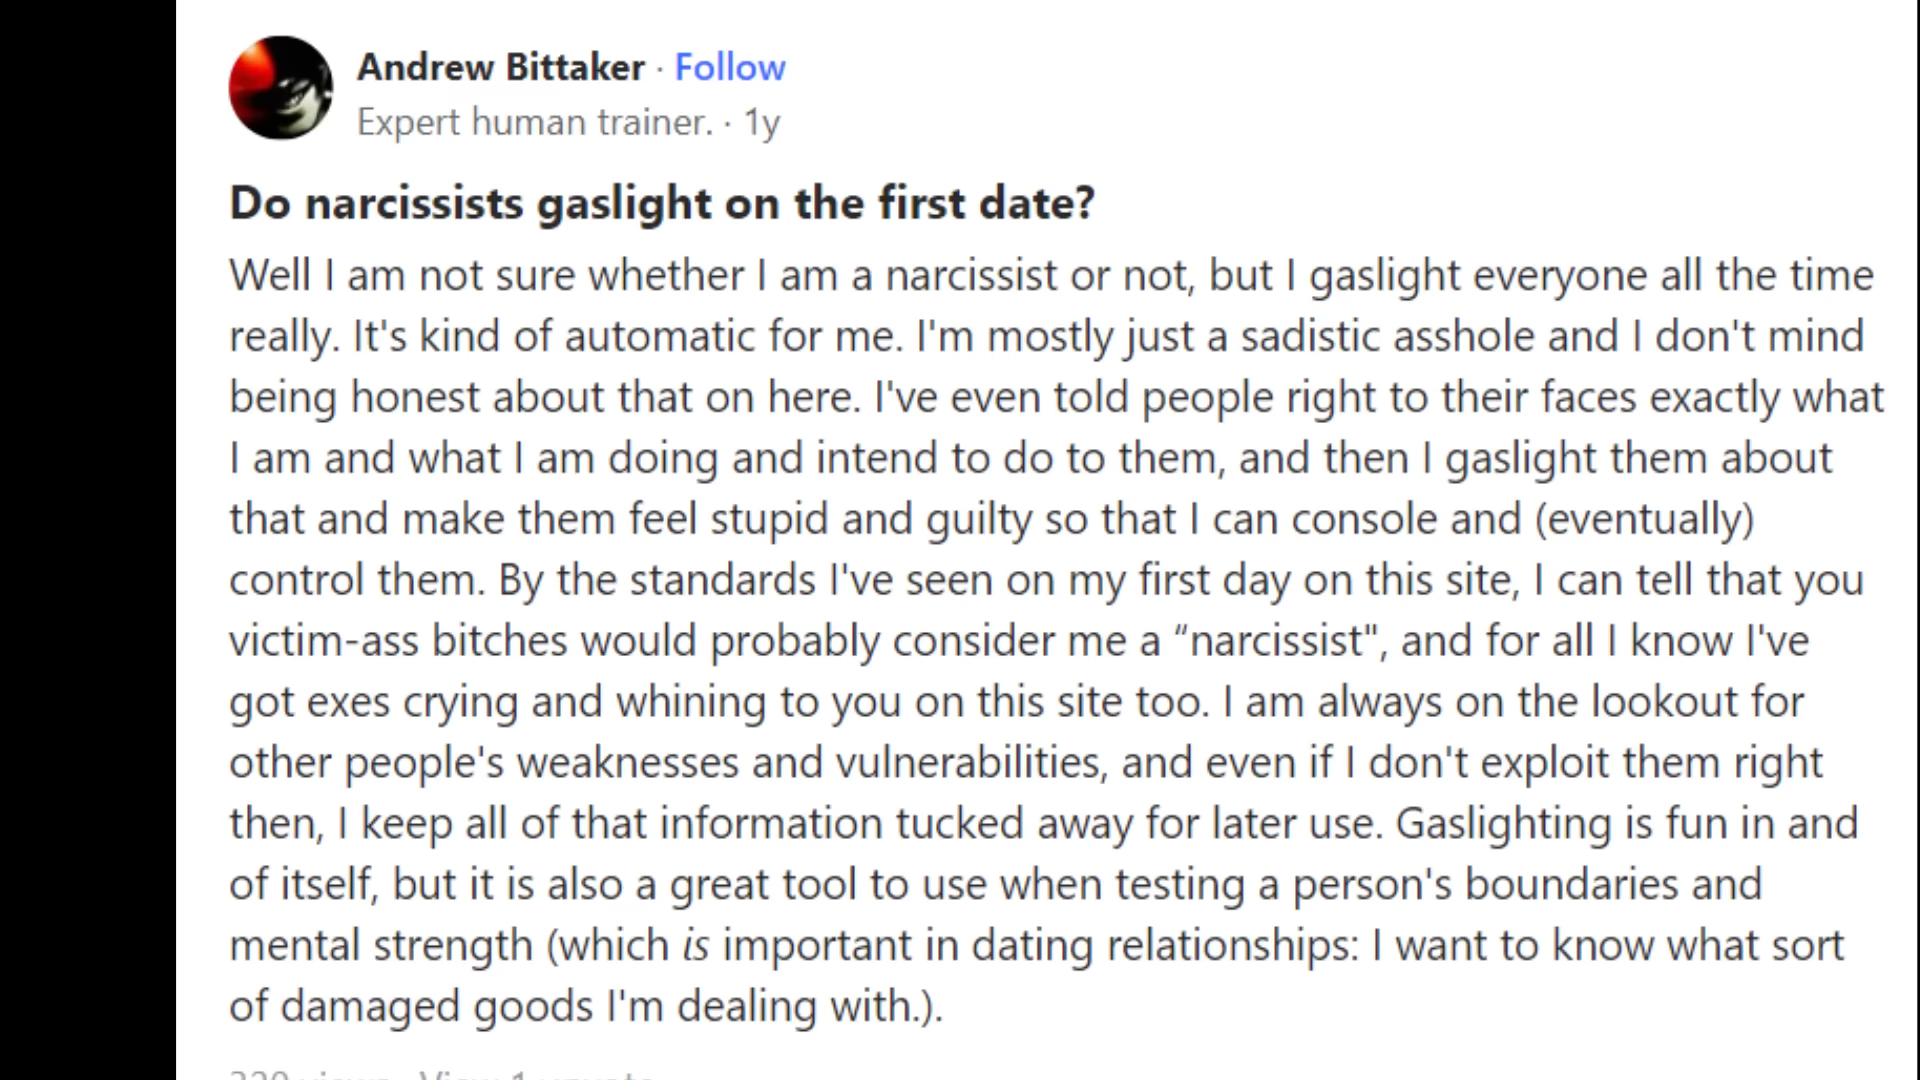 Andrew Bittaker · Follow
Expert human trainer. · 1y
Do narcissists gaslight on the first date?
Well I am not sure whether I am a narcissist or not, but I gaslight everyone all the time
really. It's kind of automatic for me. I'm mostly just a sadistic asshole and I don't mind
being honest about that on here. I've even told people right to their faces exactly what
I am and what I am doing and intend to do to them, and then I gaslight them about
that and make them feel stupid and guilty so that I can console and (eventually)
control them. By the standards I've seen on my first day on this site, I can tell that you
victim-ass bitches would probably consider me a “narcissist", and for all I know I've
got exes crying and whining to you on this site too. I am always on the lookout for
other people's weaknesses and vulnerabilities, and even if I don't exploit them right
then, I keep all of that information tucked away for later use. Gaslighting is fun in and
of itself, but it is also a great tool to use when testing a person's boundaries and
mental strength (which is important in dating relationships: I want to know what sort
of damaged goods I'm dealing with.).
views · View 1 upvote